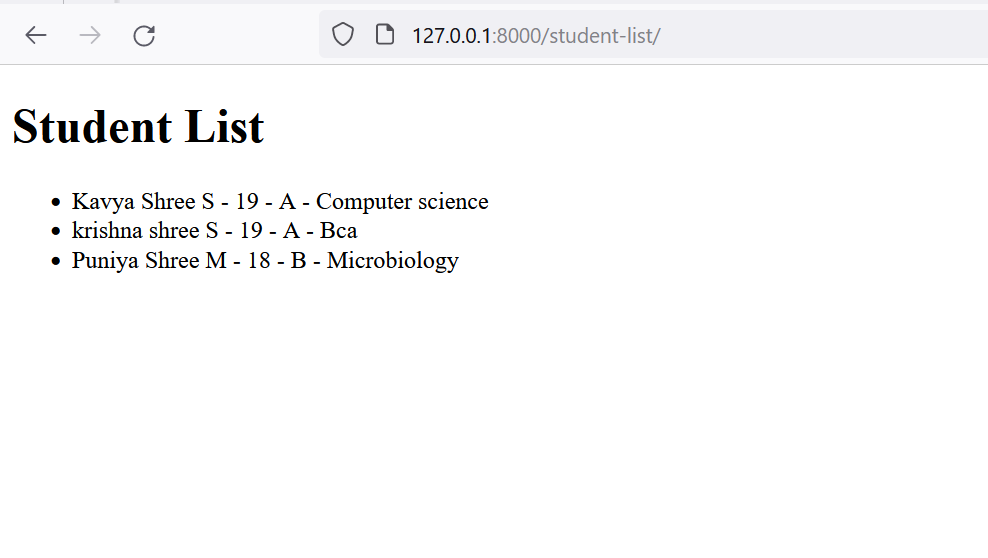 127.0.0.1:8000/student-list/
Student List
• Kavya Shree S - 19 - A - Computer science
• krishna shree S - 19 - A - Bca
• Puniya Shree M - 18 - B - Microbiology